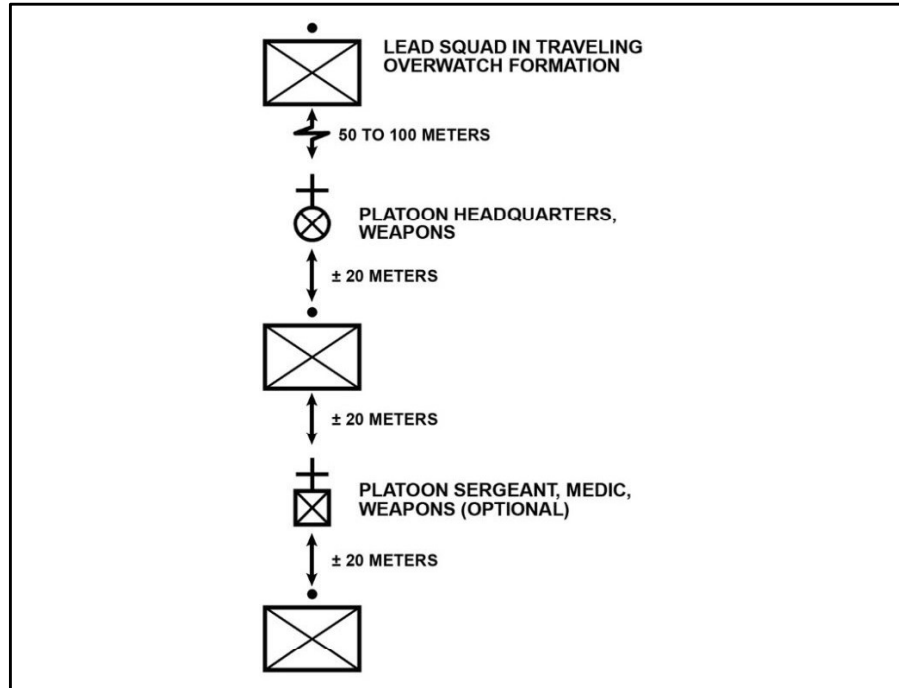 LEAD SQUAD IN TRAVELING
OVERWATCH FORMATION
50 TO 100 METERS
PLATOON HEADQUARTERS,
WEAPONS
± 20 METERS
± 20 METERS
PLATOON SERGEANT, MEDIC,
WEAPONS (OPTIONAL)
± 20 METERS